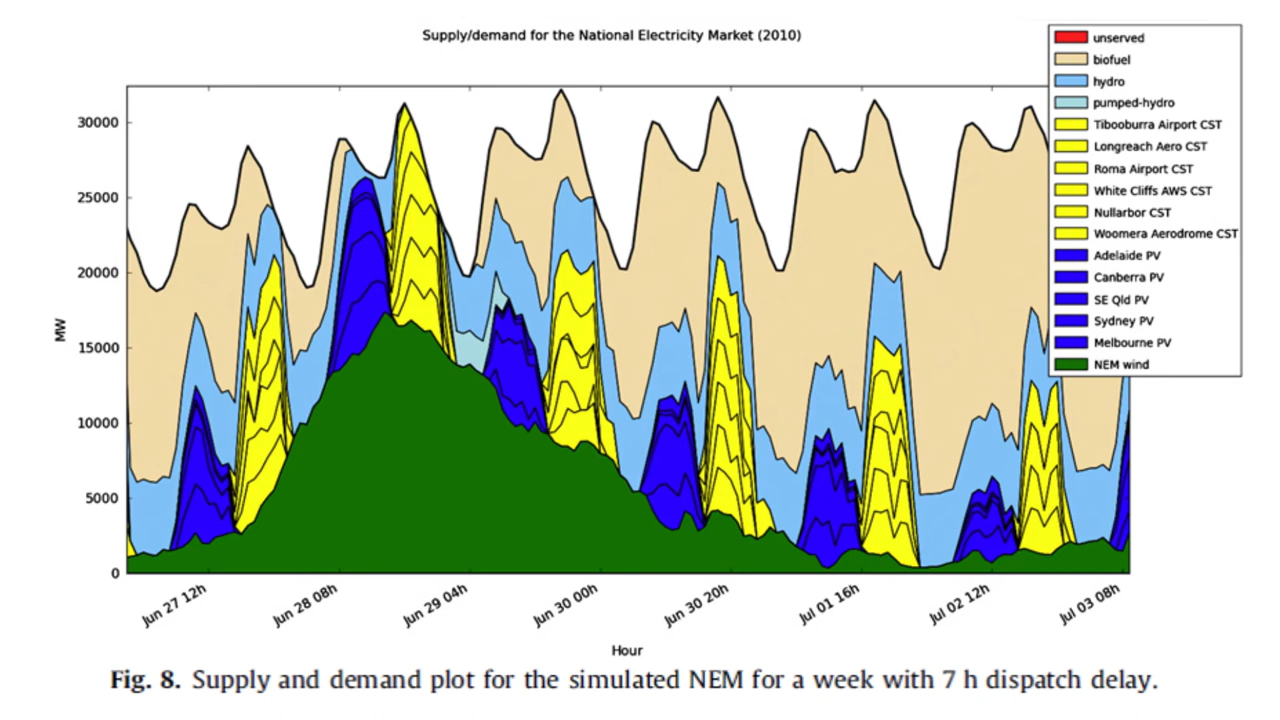 Supply/demand for the National Electricity Market (2010)
unserved
biofuel
hydro
pumped-hydro
Tibooburra Airport CST
Longreach Aero CST
Roma Airport CST
White Cliffs AWS CST
Nullarbor CST
Woomera Aerodrome CST
Adelaide PV
Canberra PV
SE Qld PV
Sydney PV
Melbourne PV
NEM wind
MW
30000
25000
20000
15000
10000
5000
0
Jun 27 12h
Jun 28 08h
Jun 29 04h
Jun 30 00h
Jun 30 20h
Jul 01 16h
Jul 02 12h
Jul 03 08h
Hour
Fig. 8. Supply and demand plot for the simulated NEM for a week with 7 h dispatch delay.